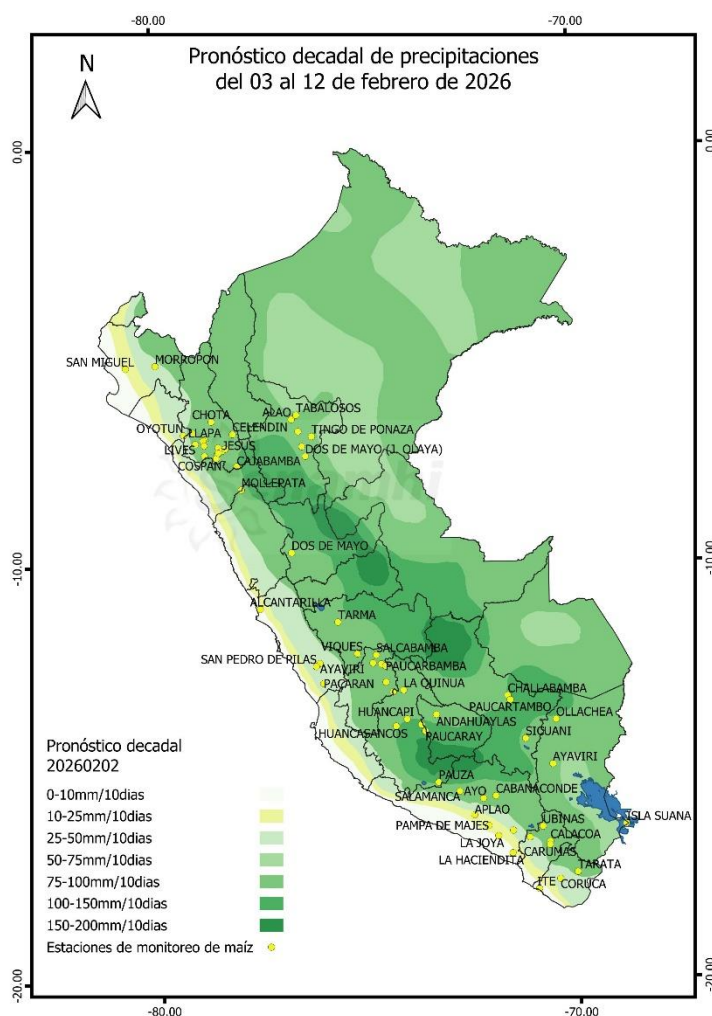 -80.00
-70.00
Pronóstico decadal de precipitaciones
del 03 al 12 de febrero de 2026
N
0.00
0.00
SAN MIGUEL
MORROPON
CHOTA
ALAO
TABALOSOS
OYOTUN
LLAPA
CELENDIN
TINGO DE PONAZA
LIVES
JESUS
DOS DE MAYO (J. OLAYA)
COSPAN
CAJABAMBA
MOLLEPATA
DOS DE MAYO
-10.00
-10.00
ALCANTARILLA
TARMA
VIQUES
SALCABAMBA
SAN PEDRO DE PILAS
AYAVIRI
PAUCARBAMBA
PACARAN
LA QUINUA
CHALLABAMBA
PAUCARTAMBO
HUANCAPI
ANDAHUAYLAS
OLLACHEA
HUANCASANCOS
PAUCARAY
SIGUANI
AYAVIRI
PAUZA
SALAMANCA
AYO
CABANACONDE
APLAO
UBINAS
ISLA SUANA
PAMPA DE MAJES
CALACOA
LA JOYA
CARUMAS
LA HACIENDITA
TARATA
ITE
CORUCA
Pronóstico decadal
20260202
0-10mm/10dias
10-25mm/10dias
25-50mm/10dias
50-75mm/10dias
75-100mm/10dias
100-150mm/10dias
150-200mm/10dias
Estaciones de monitoreo de maíz
-20.00
-20.00
-80.00
-70.00